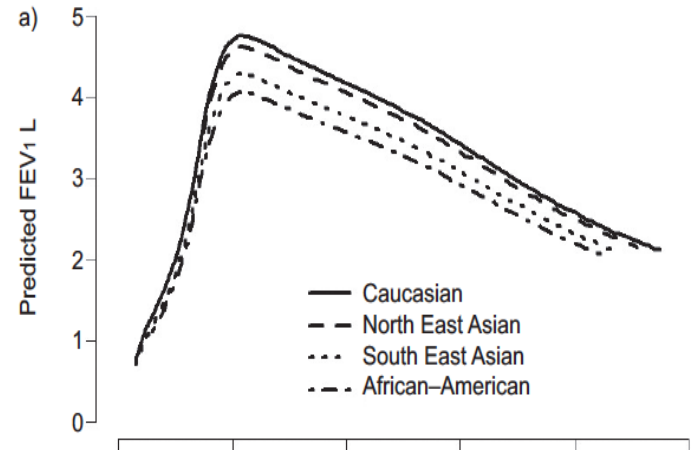 a)
5
4
3
2
1
0
Predicted FEV1 L
Caucasian
North East Asian
South East Asian
African–American